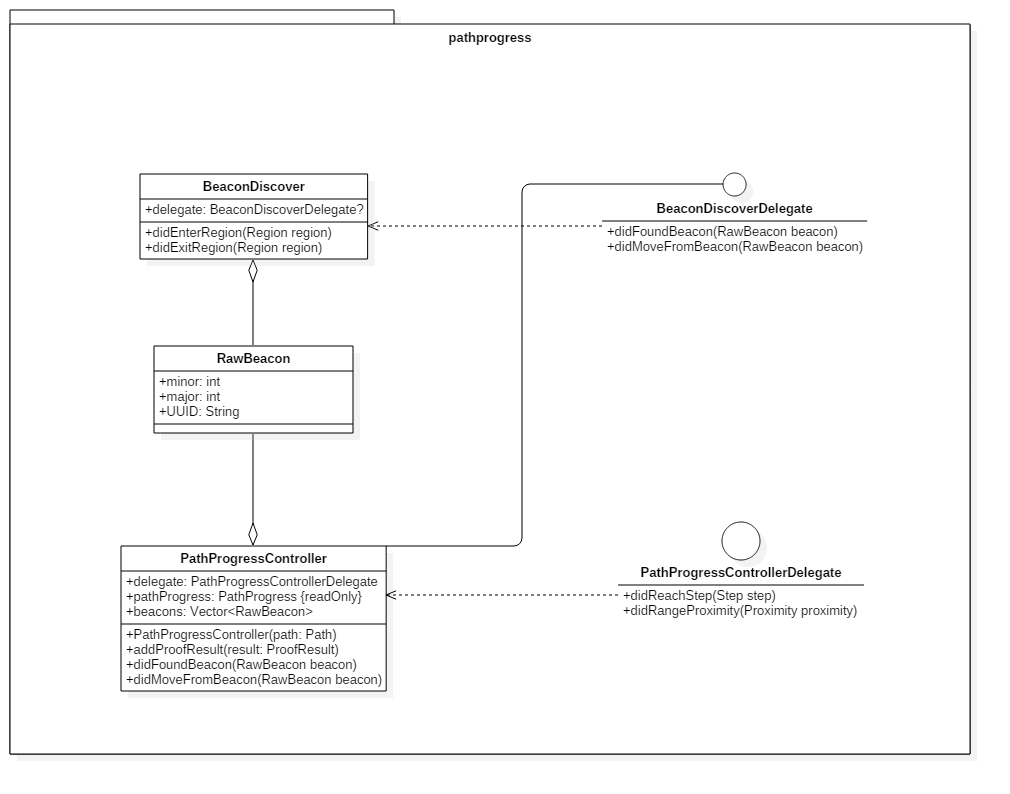 pathprogress
BeaconDiscover
+delegate: BeaconDiscoverDelegate?
+didEnterRegion(Region region)
+didExitRegion(Region region)
BeaconDiscoverDelegate
+didFoundBeacon(RawBeacon beacon)
+didMoveFromBeacon(RawBeacon beacon)
RawBeacon
+minor: int
+major: int
+UUID: String
PathProgressController
+delegate: PathProgressControllerDelegate
+pathProgress: PathProgress {readOnly}
+beacons: Vector<RawBeacon>
+PathProgressController(path: Path)
+addProofResult(result: ProofResult)
+didFoundBeacon(RawBeacon beacon)
+didMoveFromBeacon(RawBeacon beacon)
PathProgressControllerDelegate
+didReachStep(Step step)
+didRangeProximity(Proximity proximity)